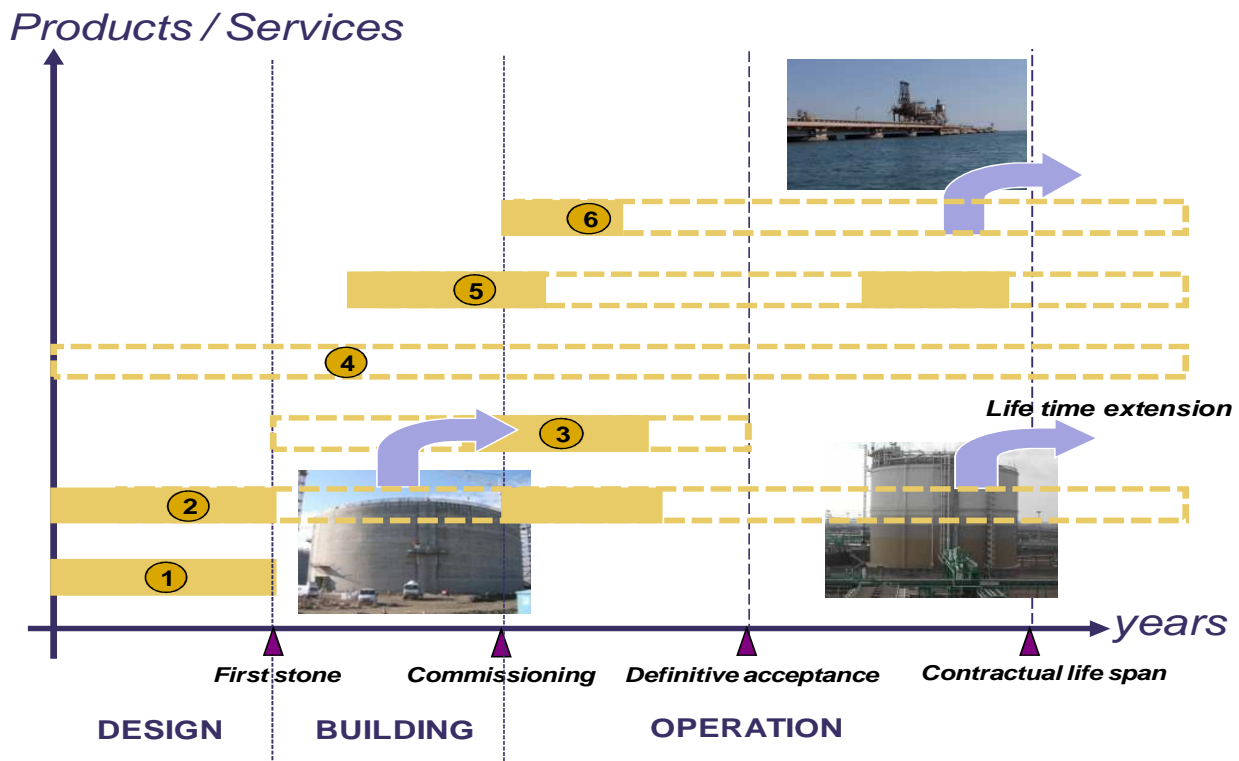 Products / Services
6
5
4
Life time extension
3
2
1
years
First stone
Commissioning
Definitive acceptance
Contractual life span
DESIGN
BUILDING
OPERATION